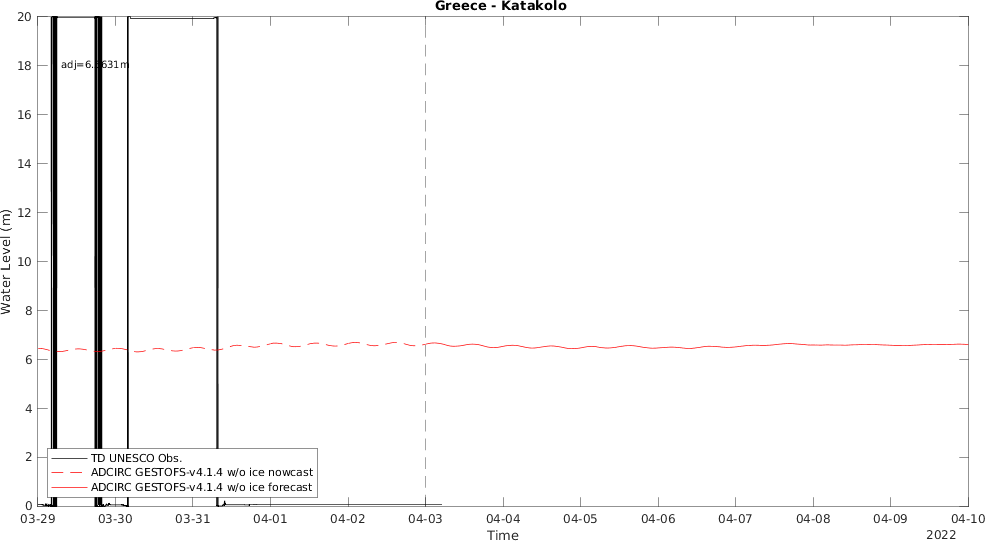 Greece - Katakolo
20
18
16
14
12
10
8
6
4
2
0
Water Level (m)
TD UNESCO Obs.
ADCIRC GESTOFS-v4.1.4 w/o ice nowcast
ADCIRC GESTOFS-v4.1.4 w/o ice forecast
03-29 03-30 03-31 04-01 04-02 04-03 04-04 04-05 04-06 04-07 04-08 04-09 04-10
Time
2022